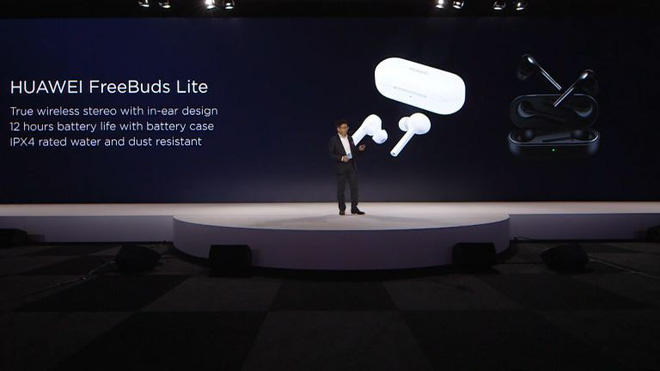 HUAWEI FreeBuds Lite
True wireless stereo with in-ear design
12 hours battery life with battery case
IPX4 rated water and dust resistant
HUAWEI